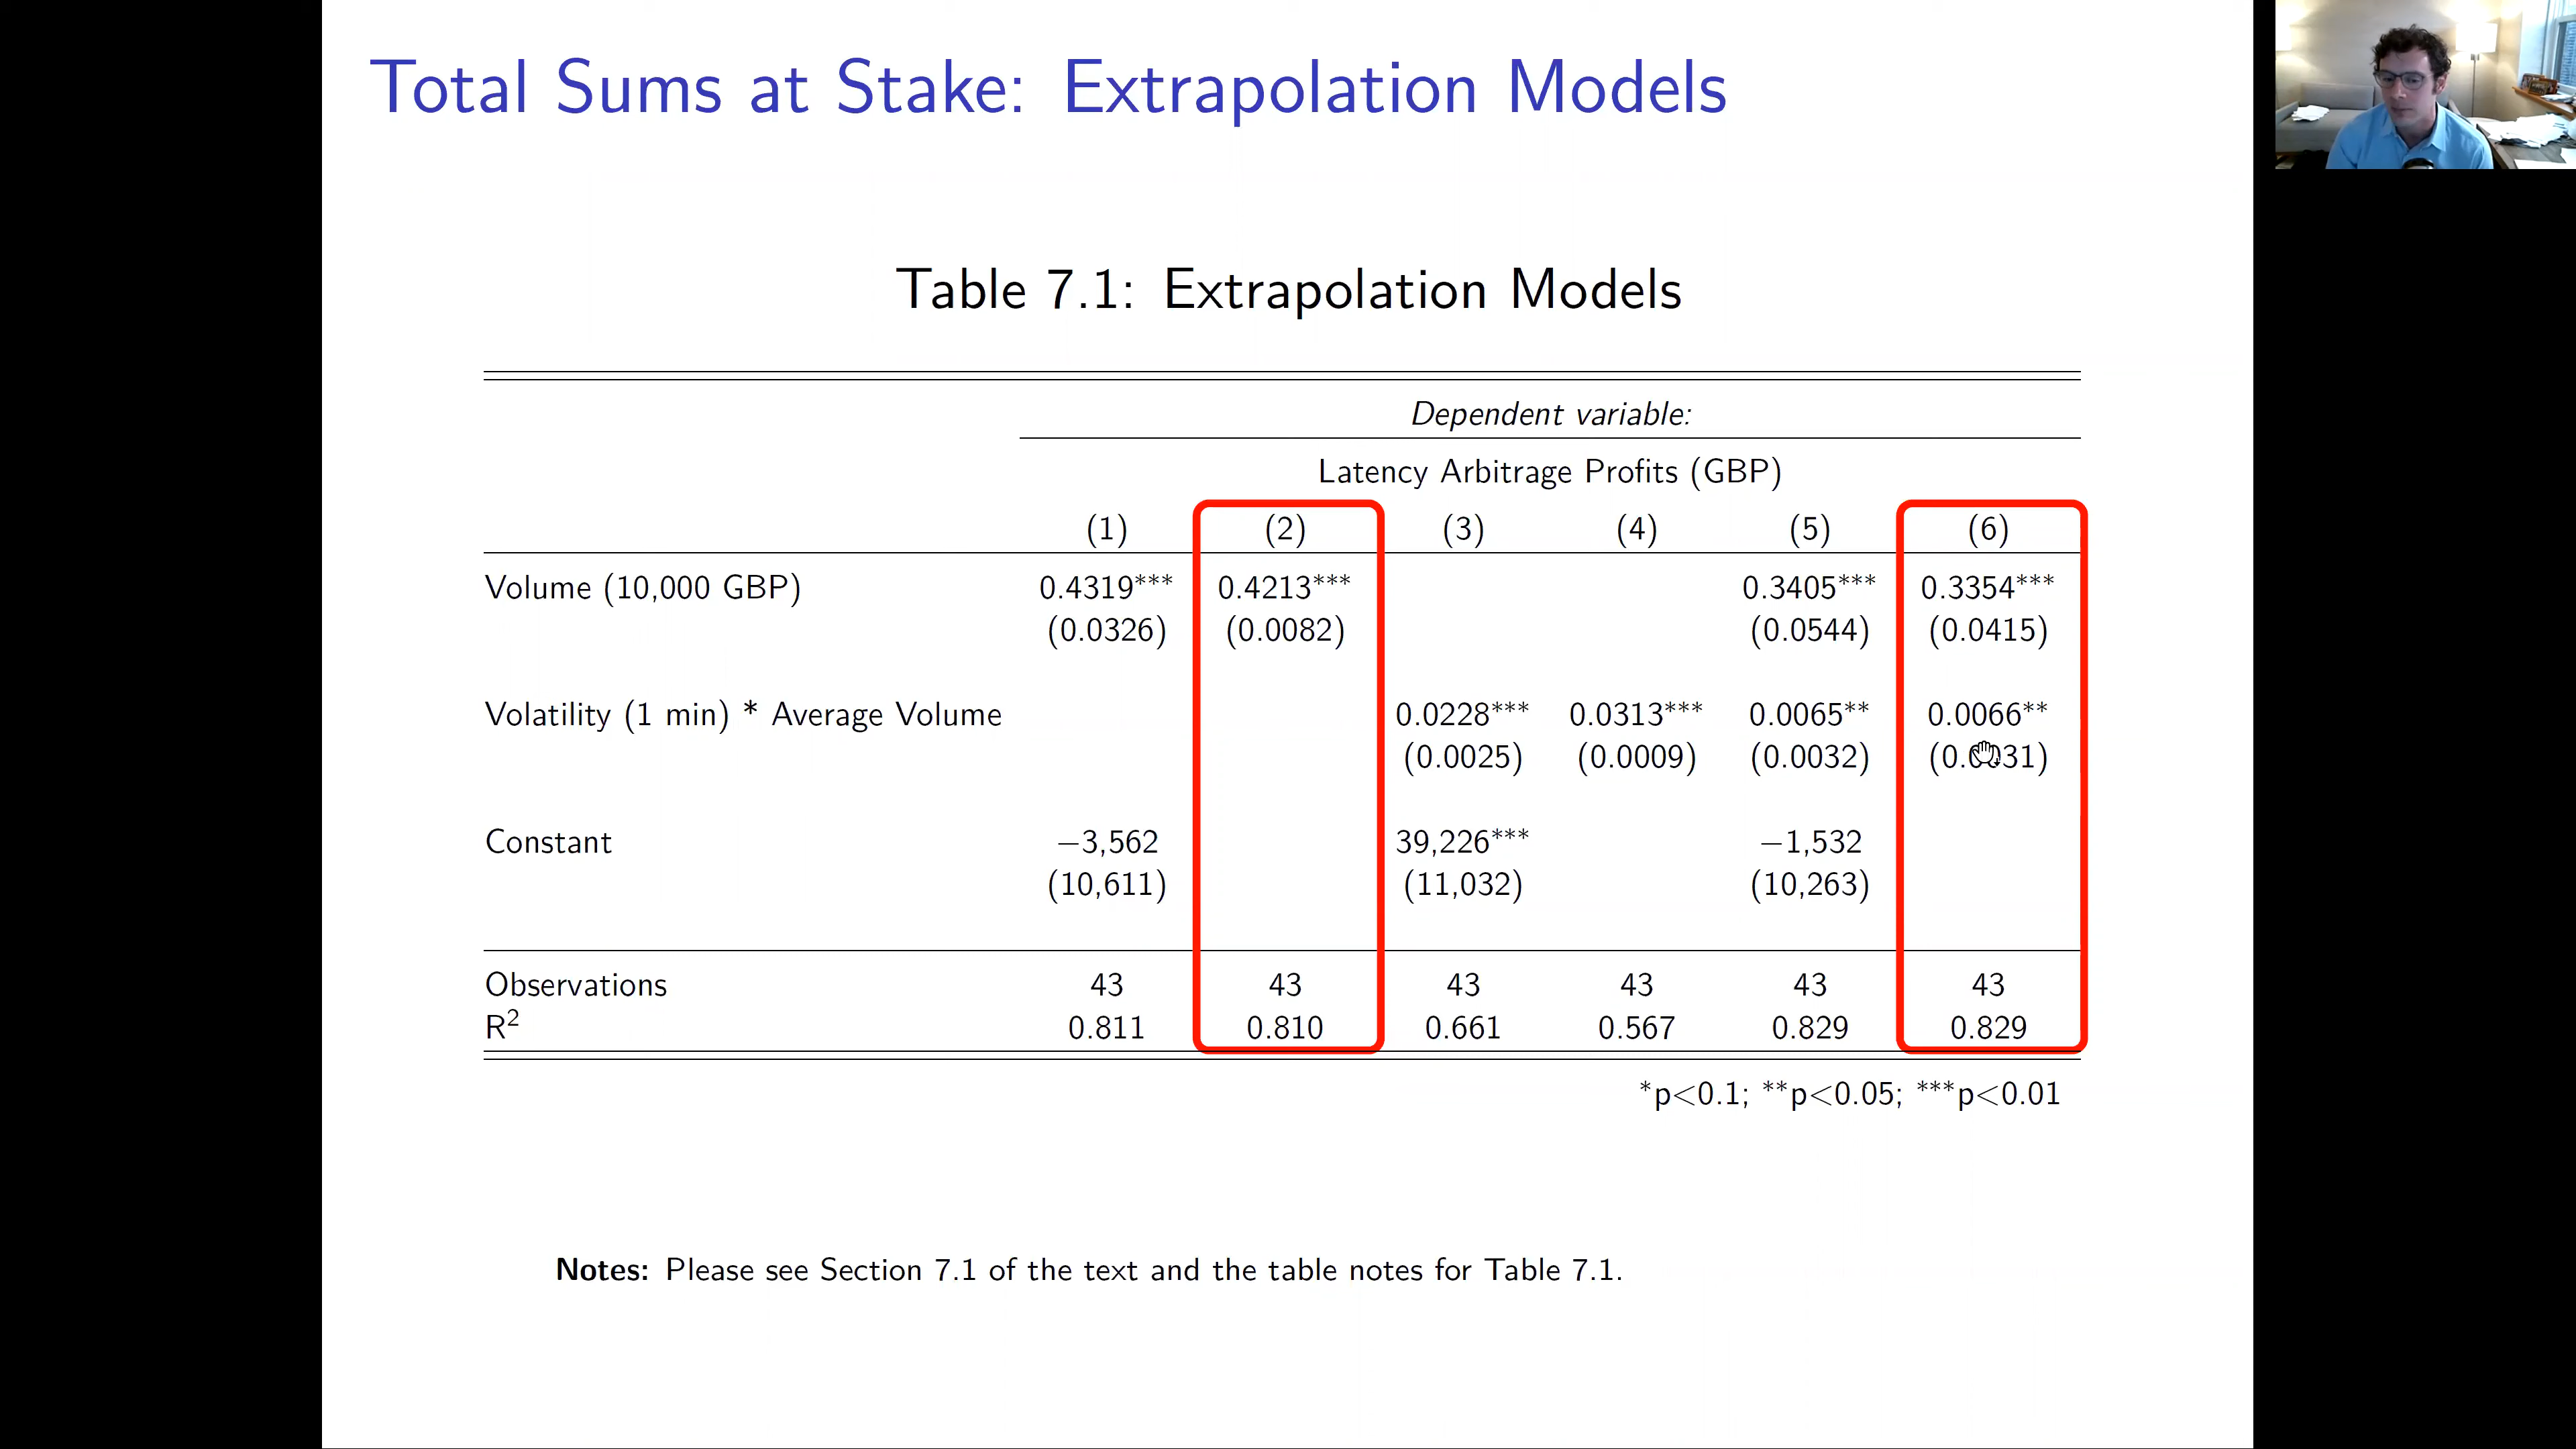 Total Sums at Stake: Extrapolation Models
Table 7.1: Extrapolation Models
Dependent variable:
Latency Arbitrage Profits (GBP)
(1) (2) (3) (4) (5) (6)
Volume (10,000 GBP) 0.4319*** 0.4213*** 0.3405*** 0.3354***
(0.0326) (0.0082) (0.0544) (0.0415)
Volatility (1 min) * Average Volume 0.0228*** 0.0313*** 0.0065** 0.0066**
(0.0025) (0.0009) (0.0032) (0.0031)
Constant −3,562 39,226*** −1,532
(10,611) (11,032) (10,263)
Observations 43 43 43 43 43 43
R² 0.811 0.810 0.661 0.567 0.829 0.829
*p<0.1; **p<0.05; ***p<0.01
Notes: Please see Section 7.1 of the text and the table notes for Table 7.1.